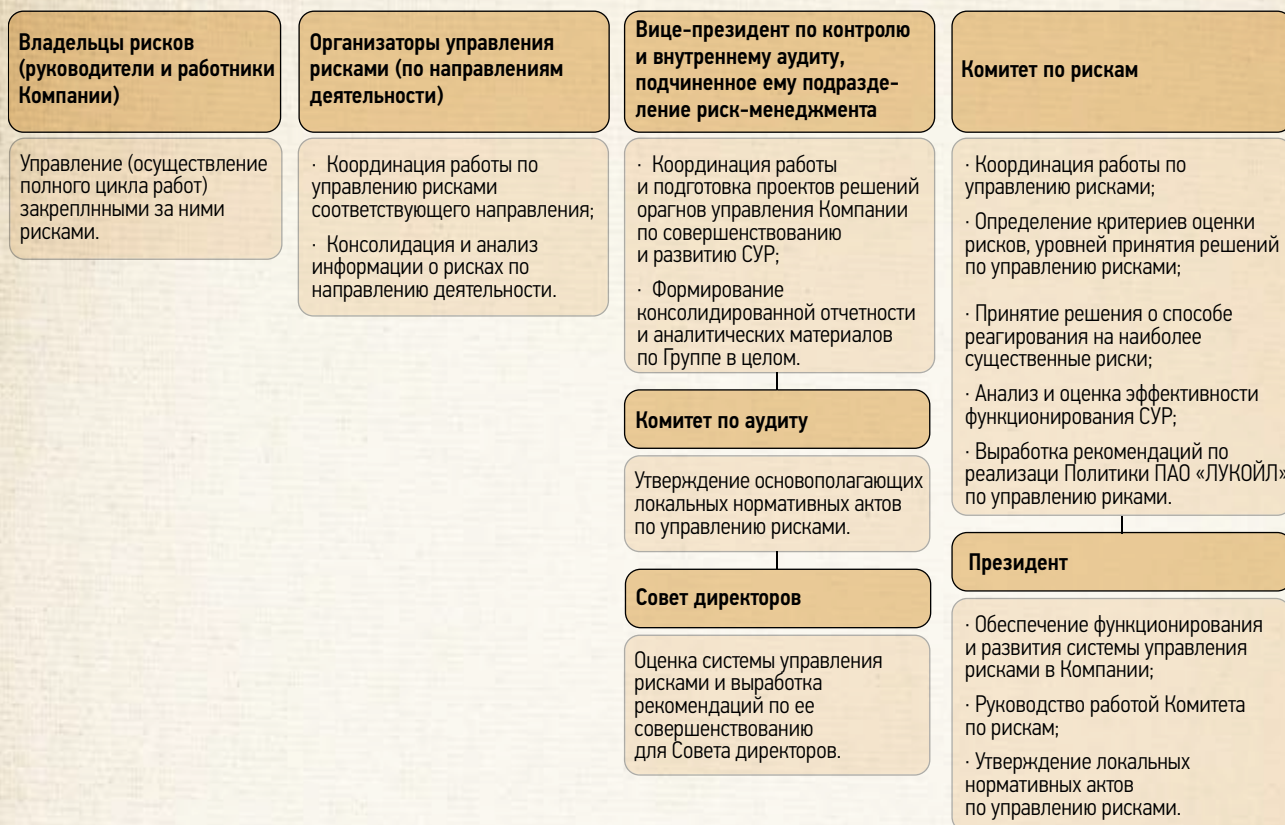 Владельцы рисков
(руководители и работники
Компании)
Управление (осуществление
полного цикла работ)
закреплнными за ними
рисками.
Организаторы управления
рисками (по направлениям
деятельности)
· Координация работы по
управлению рисками
соответствующего направления;
· Консолидация и анализ
информации о рисках по
направлению деятельности.
Вице-президент по контролю
и внутреннему аудиту,
подчиненное ему подразде-
ление риск-менеджмента
· Координация работы
и подготовка проектов решений
орагнов управления Компании
по совершенствованию
и развитию СУР;
· Формирование
консолидированной отчетности
и аналитических материалов
по Группе в целом.
Комитет по аудиту
Утверждение основополагающих
локальных нормативных актов
по управлению рисками.
Совет директоров
Оценка системы управления
рисками и выработка
рекомендаций по ее
совершенствованию
для Совета директоров.
Комитет по рискам
· Координация работы по
управлению рисками;
· Определение критериев оценки
рисков, уровней принятия решений
по управлению рисками;
· Принятие решения о способе
реагирования на наиболее
существенные риски;
· Анализ и оценка эффективности
функционирования СУР;
· Выработка рекомендаций по
реализаци Политики ПАО «ЛУКОЙЛ»
по управлению риками.
Президент
· Обеспечение функционирования
и развития системы управления
рисками в Компании;
· Руководство работой Комитета
по рискам;
· Утверждение локальных
нормативных актов
по управлению рисками.